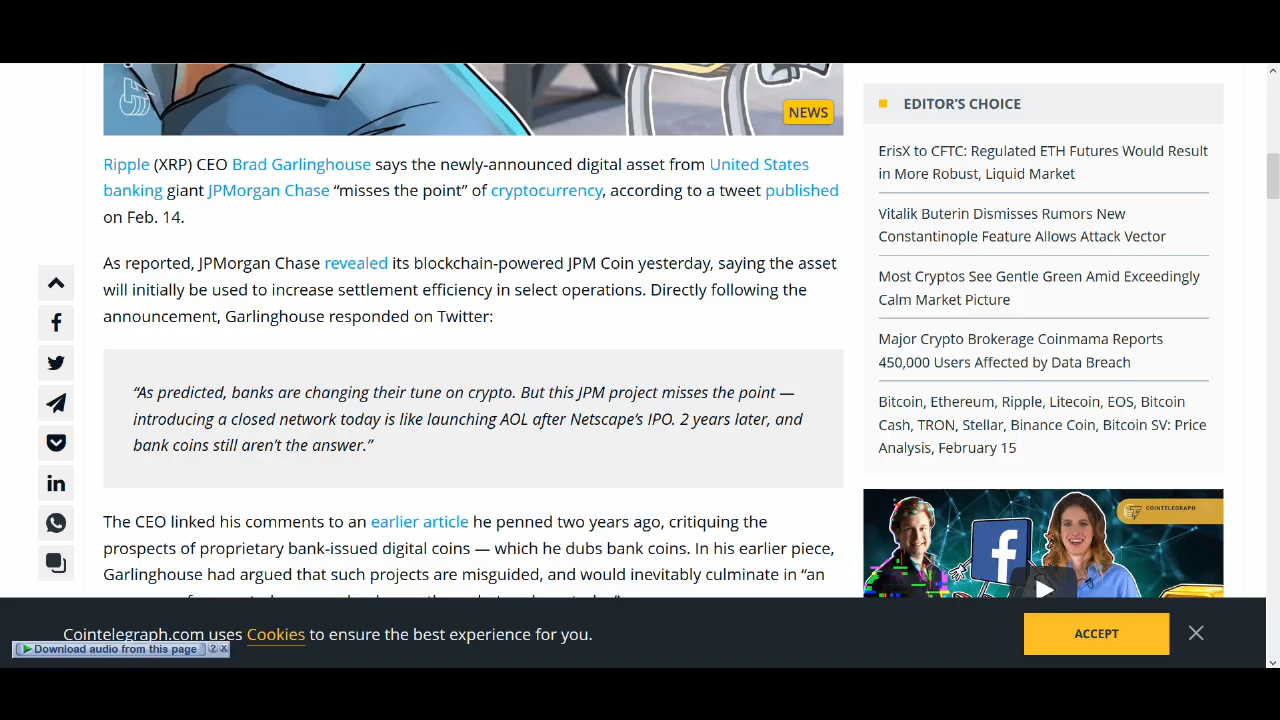 NEWS
Ripple (XRP) CEO Brad Garlinghouse says the newly-announced digital asset from United States
banking giant JPMorgan Chase “misses the point” of cryptocurrency, according to a tweet published
on Feb. 14.
As reported, JPMorgan Chase revealed its blockchain-powered JPM Coin yesterday, saying the asset
will initially be used to increase settlement efficiency in select operations. Directly following the
announcement, Garlinghouse responded on Twitter:
“As predicted, banks are changing their tune on crypto. But this JPM project misses the point —
introducing a closed network today is like launching AOL after Netscape’s IPO. 2 years later, and
bank coins still aren’t the answer.”
The CEO linked his comments to an earlier article he penned two years ago, critiquing the
prospects of proprietary bank-issued digital coins — which he dubs bank coins. In his earlier piece,
Garlinghouse had argued that such projects are misguided, and would inevitably culminate in “an
EDITOR’S CHOICE
ErisX to CFTC: Regulated ETH Futures Would Result
in More Robust, Liquid Market
Vitalik Buterin Dismisses Rumors New
Constantinople Feature Allows Attack Vector
Most Cryptos See Gentle Green Amid Exceedingly
Calm Market Picture
Major Crypto Brokerage Coinmama Reports
450,000 Users Affected by Data Breach
Bitcoin, Ethereum, Ripple, Litecoin, EOS, Bitcoin
Cash, TRON, Stellar, Binance Coin, Bitcoin SV: Price
Analysis, February 15
COINTELEGRAPH
Cointelegraph.com uses Cookies to ensure the best experience for you.
ACCEPT
Download audio from this page